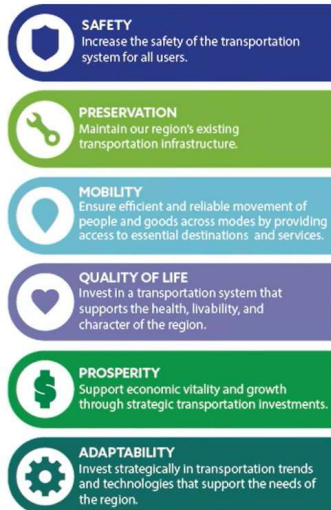 SAFETY
Increase the safety of the transportation
system for all users.
PRESERVATION
Maintain our region's existing
transportation infrastructure.
MOBILITY
Ensure efficient and reliable movement of
people and goods across modes by providing
access to essential destinations and services.
QUALITY OF LIFE
Invest in a transportation system that
supports the health, livability, and
character of the region.
PROSPERITY
Support economic vitality and growth
through strategic transportation investments.
ADAPTABILITY
Invest strategically in transportation trends
and technologies that support the needs of
the region.